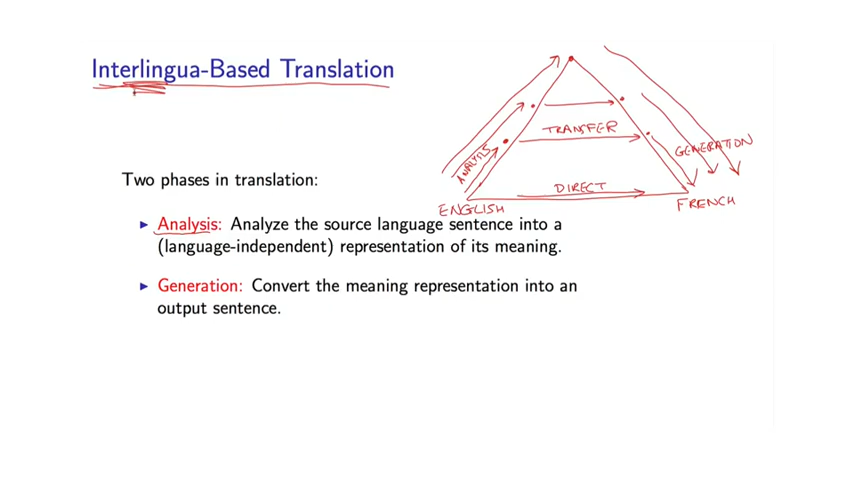 Interlingua-Based Translation
Two phases in translation:
Analysis: Analyze the source language sentence into a
(language-independent) representation of its meaning.
Generation: Convert the meaning representation into an
output sentence.
ANALYSIS
TRANSFER
GENERATION
DIRECT
ENGLISH
FRENCH